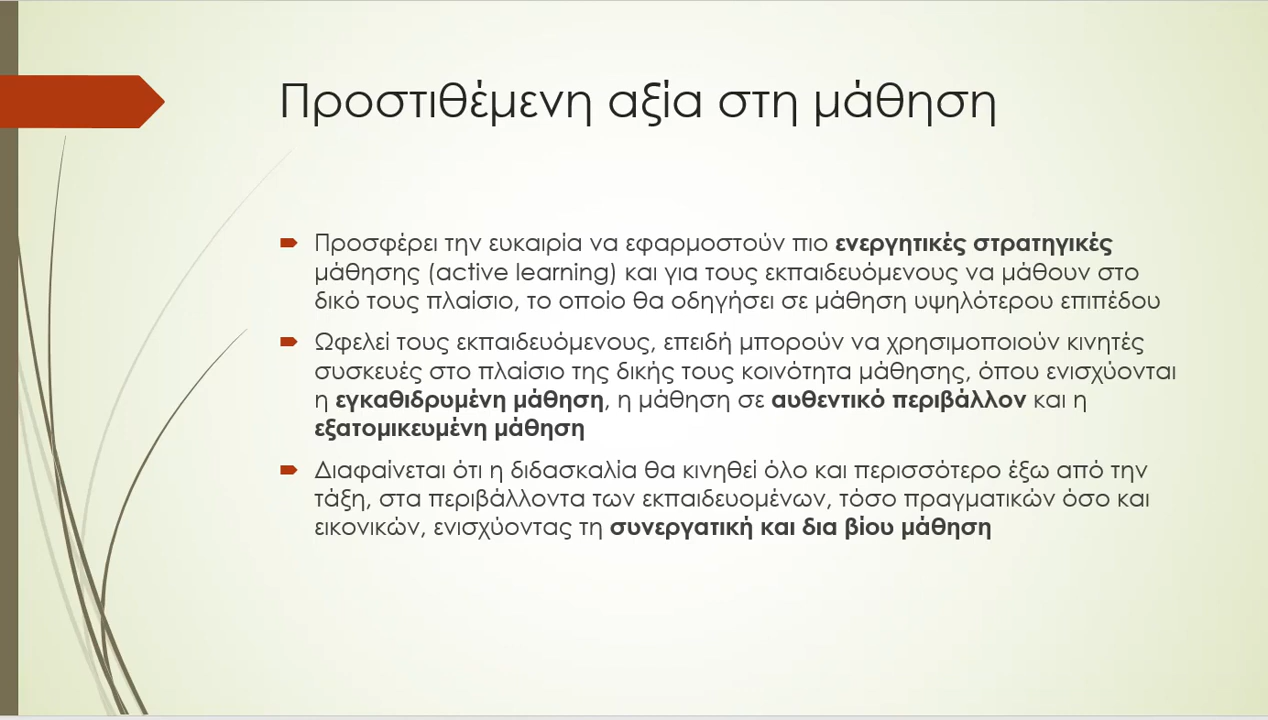 Προστιθέμενη αξία στη μάθηση
Προσφέρει την ευκαιρία να εφαρμοστούν πιο ενεργητικές στρατηγικές
μάθησης (active learning) και για τους εκπαιδευόμενους να μάθουν στο
δικό τους πλαίσιο, το οποίο θα οδηγήσει σε μάθηση υψηλότερου επιπέδου
Ωφελεί τους εκπαιδευόμενους, επειδή μπορούν να χρησιμοποιούν κινητές
συσκευές στο πλαίσιο της δικής τους κοινότητα μάθησης, όπου ενισχύονται
η εγκαθιδρυμένη μάθηση, η μάθηση σε αυθεντικό περιβάλλον και η
εξατομικευμένη μάθηση
Διαφαίνεται ότι η διδασκαλία θα κινηθεί όλο και περισσότερο έξω από την
τάξη, στα περιβάλλοντα των εκπαιδευομένων, τόσο πραγματικών όσο και
εικονικών, ενισχύοντας τη συνεργατική και δια βίου μάθηση